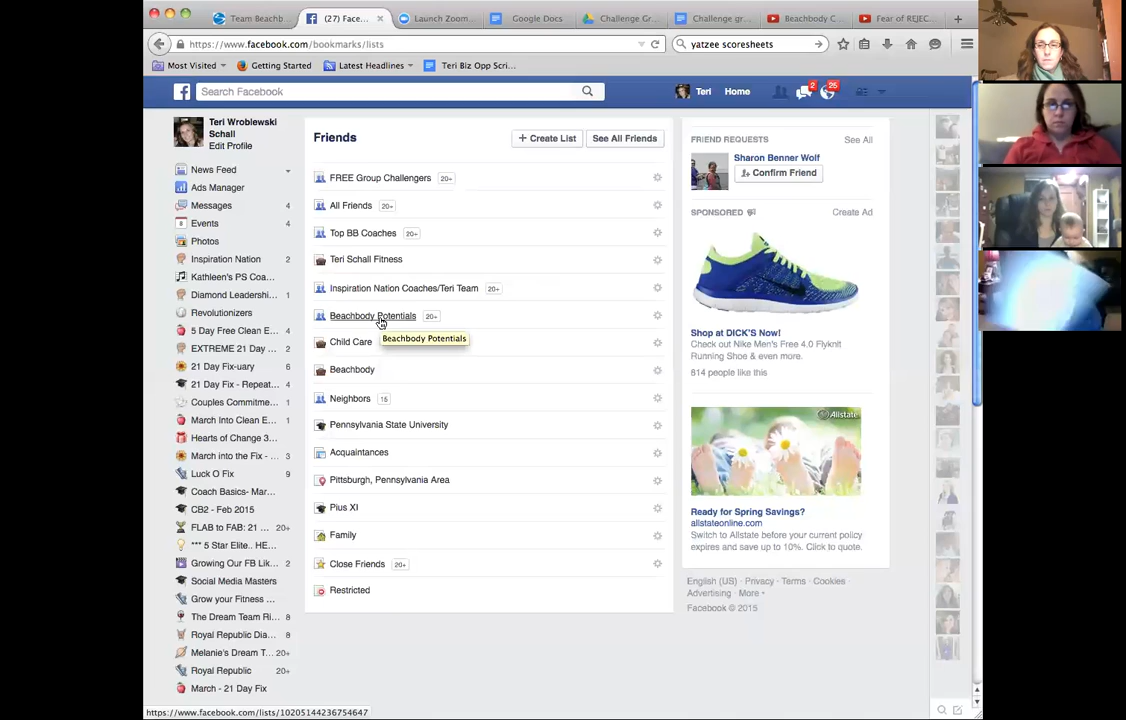 Team Beachb...
(27) Face...
Launch Zoom...
Google Docs
Challenge Gr...
Challenge gr...
Beachbody C...
Fear of REJEC...
https://www.facebook.com/bookmarks/lists
yatzee scoresheets
Most Visited
Getting Started
Latest Headlines
Teri Biz Opp Scri...
Search Facebook
Teri
Home
2
25
Teri Wroblewski
Schall
Edit Profile
News Feed
Ads Manager
Messages 4
Events 4
Photos
Inspiration Nation 2
Kathleen's PS Coa...
Diamond Leadershi... 1
Revolutionizers
5 Day Free Clean E... 4
EXTREME 21 Day ... 2
21 Day Fix-uary 6
21 Day Fix - Repeat... 4
Couples Commitme... 1
March Into Clean E... 1
Hearts of Change 3...
March into the Fix - ... 3
Luck O Fix 9
Coach Basics- Mar...
CB2 - Feb 2015
FLAB to FAB: 21 ... 20+
*** 5 Star Elite.. HE...
Growing Our FB Lik... 2
Social Media Masters
Grow your Fitness ...
The Dream Team Ri... 8
Royal Republic Dia... 8
Melanie's Dream T... 20+
Royal Republic 20+
March - 21 Day Fix
Friends
+ Create List
See All Friends
FREE Group Challengers 20+
All Friends 20+
Top BB Coaches 20+
Teri Schall Fitness
Inspiration Nation Coaches/Teri Team 20+
Beachbody Potentials 20+
Beachbody Potentials
Child Care
Beachbody
Neighbors 15
Pennsylvania State University
Acquaintances
Pittsburgh, Pennsylvania Area
Pius XI
Family
Close Friends 20+
Restricted
FRIEND REQUESTS See All
Sharon Benner Wolf
Confirm Friend
SPONSORED Create Ad
Shop at DICK'S Now!
Check out Nike Men's Free 4.0 Flyknit
Running Shoe & even more.
614 people like this
Allstate
Ready for Spring Savings?
allstateonline.com
Switch to Allstate before your current policy
expires and save up to 10%. Click to quote.
English (US) · Privacy · Terms · Cookies ·
Advertising · More
Facebook © 2015
https://www.facebook.com/lists/10205144236754647